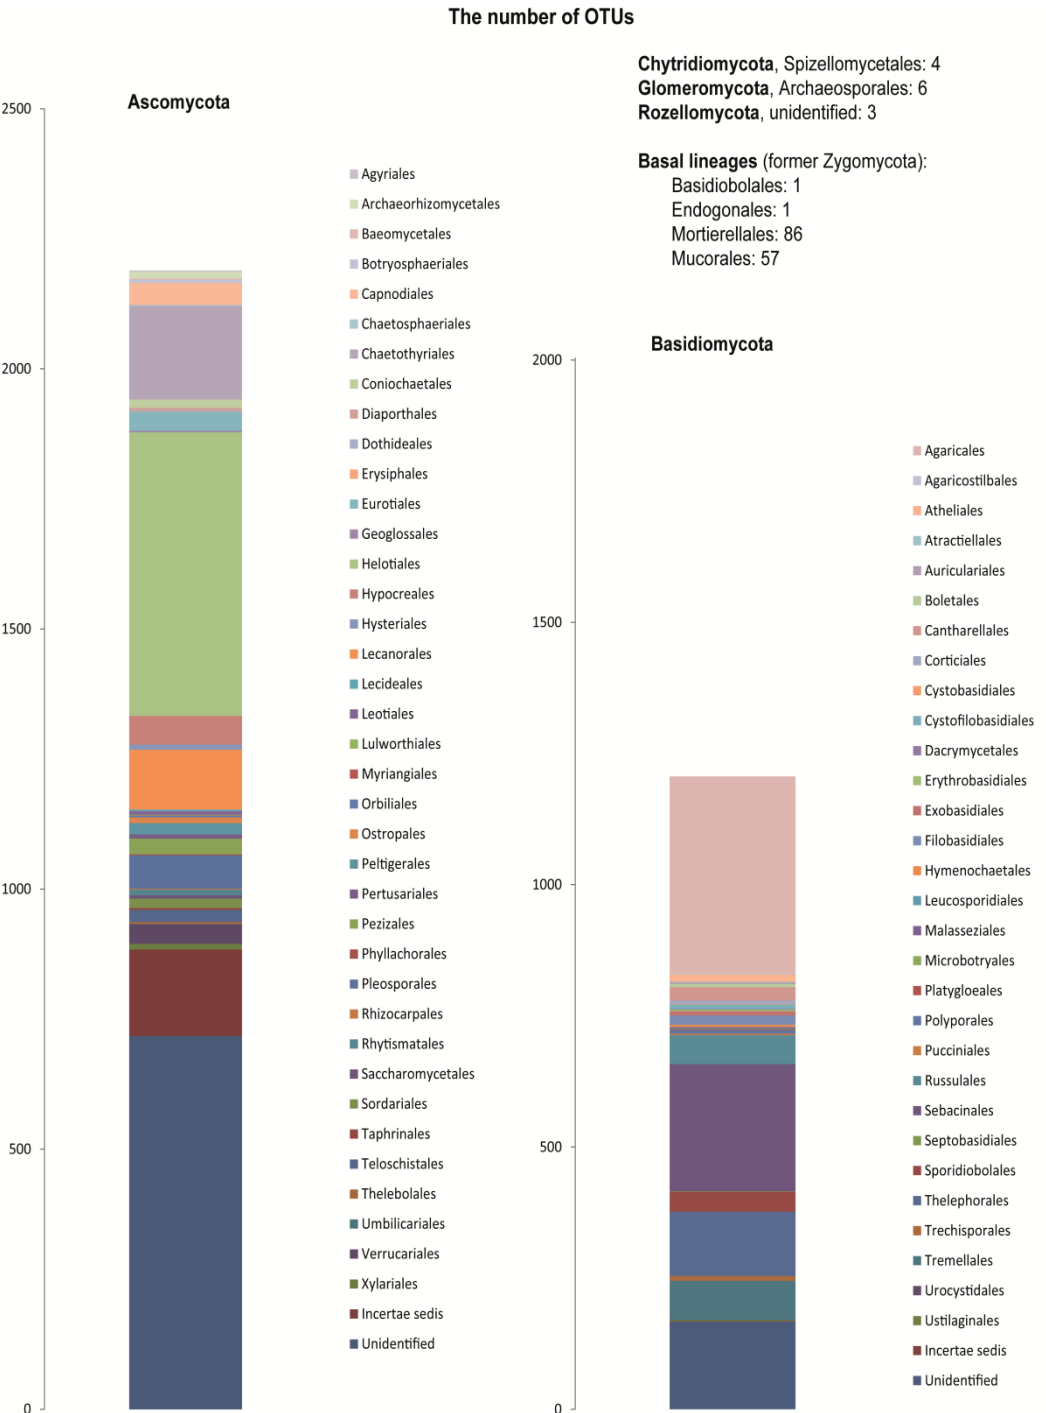 The number of OTUs
Chytridiomycota, Spizellomycetales: 4
Glomeromycota, Archaeosporales: 6
Rozellomycota, unidentified: 3
Basal lineages (former Zygomycota):
Basidiobolales: 1
Endogonales: 1
Mortierellales: 86
Mucorales: 57
Ascomycota
2500
2000
1500
1000
500
0
Agyriales
Archaeorhizomycetales
Baeomycetales
Botryosphaeriales
Capnodiales
Chaetosphaeriales
Chaetothyriales
Coniochaetales
Diaporthales
Dothideales
Erysiphales
Eurotiales
Geoglossales
Helotiales
Hypocreales
Hysteriales
Lecanorales
Lecideales
Leotiales
Lulworthiales
Myriangiales
Orbiliales
Ostropales
Peltigerales
Pertusariales
Pezizales
Phyllachorales
Pleosporales
Rhizocarpales
Rhytismatales
Saccharomycetales
Sordariales
Taphrinales
Teloschistales
Thelebolales
Umbilicariales
Verrucariales
Xylariales
Incertae sedis
Unidentified
Basidiomycota
2000
1500
1000
500
0
Agaricales
Agaricostilbales
Atheliales
Atractiellales
Auriculariales
Boletales
Cantharellales
Corticiales
Cystobasidiales
Cystofilobasidiales
Dacrymycetales
Erythrobasidiales
Exobasidiales
Filobasidiales
Hymenochaetales
Leucosporidiales
Malasseziales
Microbotryales
Platygloeales
Polyporales
Pucciniales
Russulales
Sebacinales
Septobasidiales
Sporidiobolales
Thelephorales
Trechisporales
Tremellales
Urocystidales
Ustilaginales
Incertae sedis
Unidentified